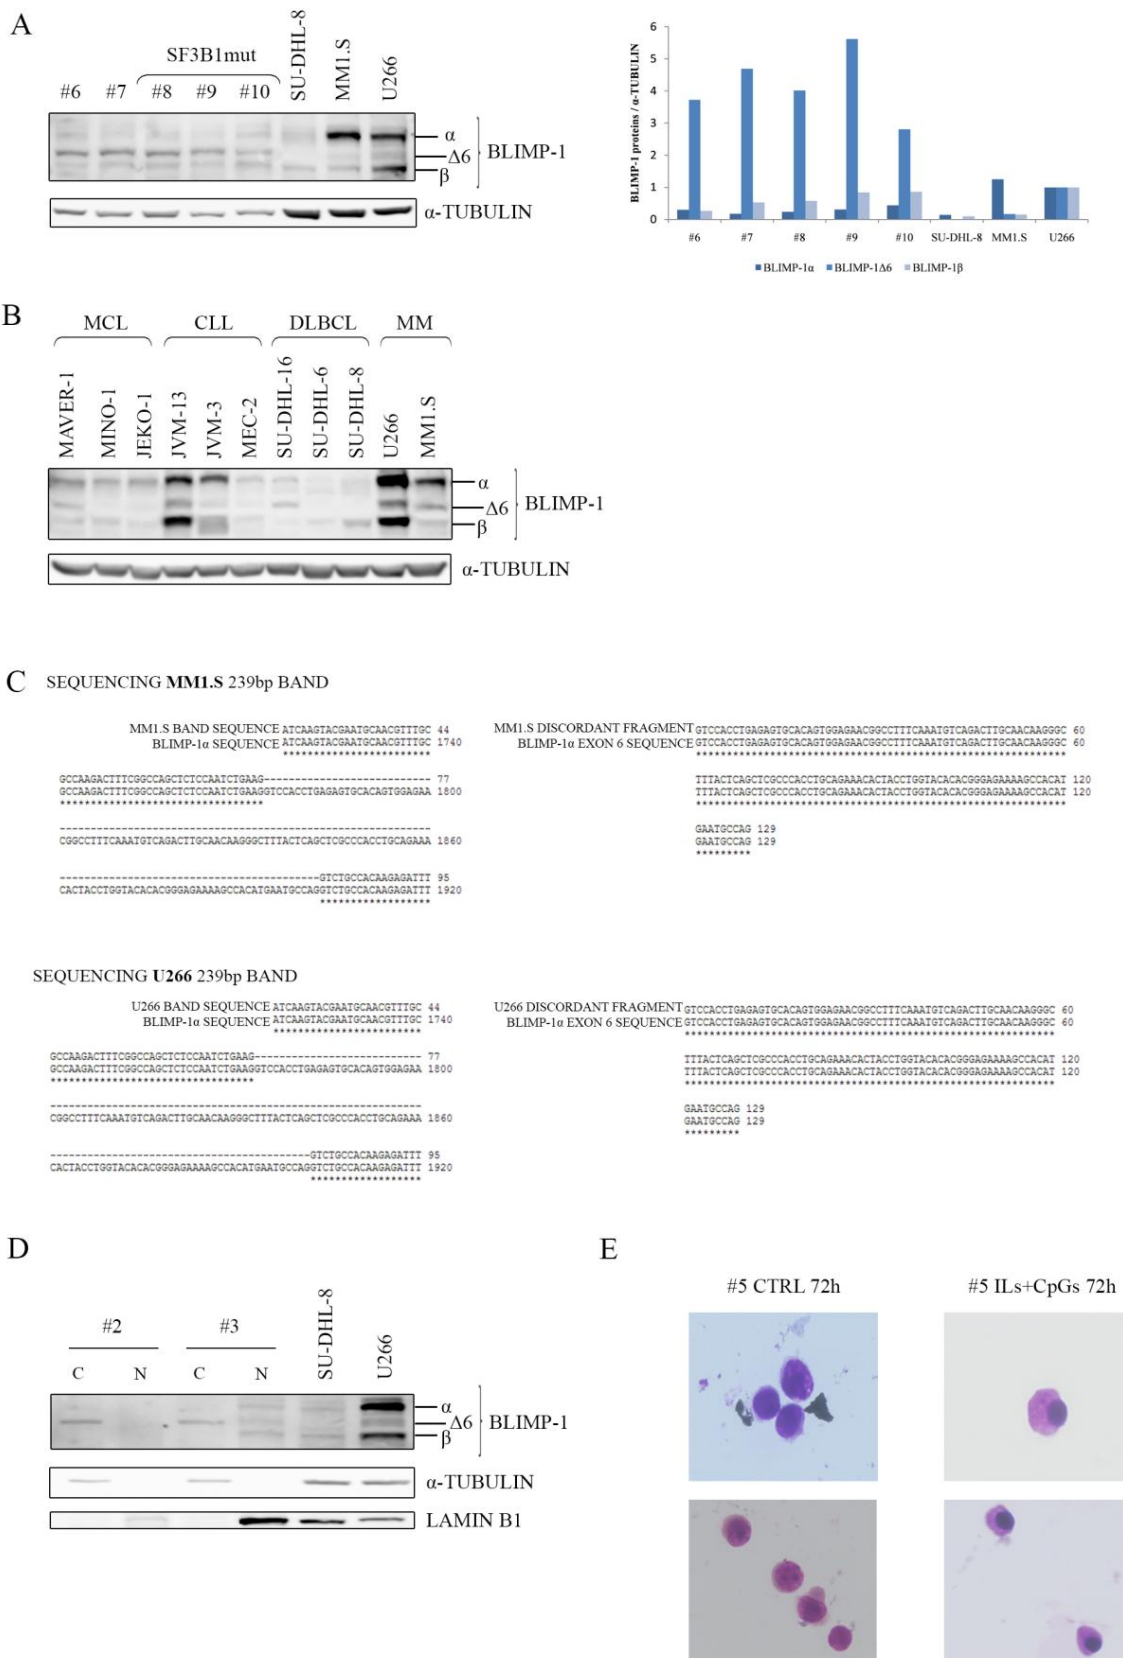 A
SF3B1mut
#6 #7 #8 #9 #10 SU-DHL-8 MM1.S U266
α
Δ6
β
BLIMP-1
α-TUBULIN
BLIMP-1 proteins / α-TUBULIN
6
5
4
3
2
1
0
#6 #7 #8 #9 #10 SU-DHL-8 MM1.S U266
BLIMP-1α BLIMP-1Δ6 BLIMP-1β
B
MCL CLL DLBCL MM
MAVER-1 MINO-1 JEKO-1 JVM-13 JVM-3 MEC-2 SU-DHL-16 SU-DHL-6 SU-DHL-8 U266 MM1.S
α
Δ6
β
BLIMP-1
α-TUBULIN
C
SEQUENCING MM1.S 239bp BAND
MM1.S BAND SEQUENCE ATCAAGTACGAATGCAACGTTTGC 44
BLIMP-1α SEQUENCE ATCAAGTACGAATGCAACGTTTGC 1740
************************
GCCAAGACTTTCGGCCAGCTCTCCAATCTGAAG--------------------------- 77
GCCAAGACTTTCGGCCAGCTCTCCAATCTGAAGGTCCACCTGAGAGTGCACAGTGGAGAA 1800
*********************************
------------------------------------------------------------
CGGCCTTTCAAATGTCAGACTTGCAACAAGGGCTTTACTCAGCTCGCCCACCTGCAGAAA 1860
------------------------------------------GTCTGCCACAAGAGATTT 95
CACTACCTGGTACACACGGGAGAAAAGCCACATGAATGCCAGGTCTGCCACAAGAGATTT 1920
******************
MM1.S DISCORDANT FRAGMENT GTCCACCTGAGAGTGCACAGTGGAGAACGGCCTTTCAAATGTCAGACTTGCAACAAGGGC 60
BLIMP-1α EXON 6 SEQUENCE GTCCACCTGAGAGTGCACAGTGGAGAACGGCCTTTCAAATGTCAGACTTGCAACAAGGGC 60
************************************************************
TTTACTCAGCTCGCCCACCTGCAGAAACACTACCTGGTACACACGGGAGAAAAGCCACAT 120
TTTACTCAGCTCGCCCACCTGCAGAAACACTACCTGGTACACACGGGAGAAAAGCCACAT 120
************************************************************
GAATGCCAG 129
GAATGCCAG 129
*********
SEQUENCING U266 239bp BAND
U266 BAND SEQUENCE ATCAAGTACGAATGCAACGTTTGC 44
BLIMP-1α SEQUENCE ATCAAGTACGAATGCAACGTTTGC 1740
************************
GCCAAGACTTTCGGCCAGCTCTCCAATCTGAAG--------------------------- 77
GCCAAGACTTTCGGCCAGCTCTCCAATCTGAAGGTCCACCTGAGAGTGCACAGTGGAGAA 1800
*********************************
------------------------------------------------------------
CGGCCTTTCAAATGTCAGACTTGCAACAAGGGCTTTACTCAGCTCGCCCACCTGCAGAAA 1860
------------------------------------------GTCTGCCACAAGAGATTT 95
CACTACCTGGTACACACGGGAGAAAAGCCACATGAATGCCAGGTCTGCCACAAGAGATTT 1920
******************
U266 DISCORDANT FRAGMENT GTCCACCTGAGAGTGCACAGTGGAGAACGGCCTTTCAAATGTCAGACTTGCAACAAGGGC 60
BLIMP-1α EXON 6 SEQUENCE GTCCACCTGAGAGTGCACAGTGGAGAACGGCCTTTCAAATGTCAGACTTGCAACAAGGGC 60
************************************************************
TTTACTCAGCTCGCCCACCTGCAGAAACACTACCTGGTACACACGGGAGAAAAGCCACAT 120
TTTACTCAGCTCGCCCACCTGCAGAAACACTACCTGGTACACACGGGAGAAAAGCCACAT 120
************************************************************
GAATGCCAG 129
GAATGCCAG 129
*********
D
#2 #3 SU-DHL-8 U266
C N C N
α
Δ6
β
BLIMP-1
α-TUBULIN
LAMIN B1
E
#5 CTRL 72h #5 ILs+CpGs 72h